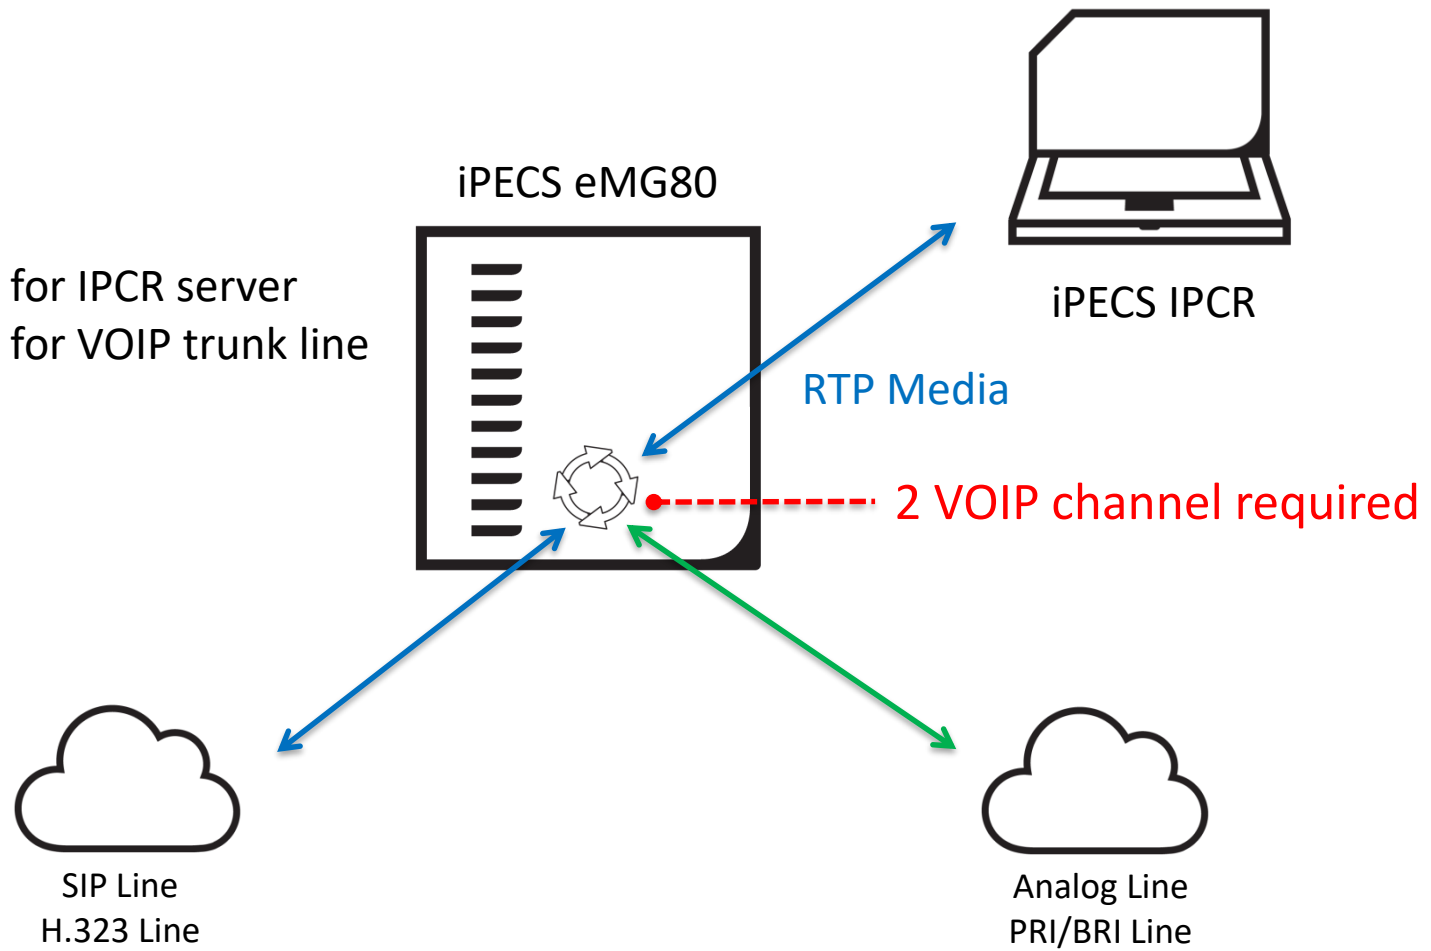 iPECS eMG80
for IPCR server
for VOIP trunk line
iPECS IPCR
RTP Media
2 VOIP channel required
SIP Line
H.323 Line
Analog Line
PRI/BRI Line